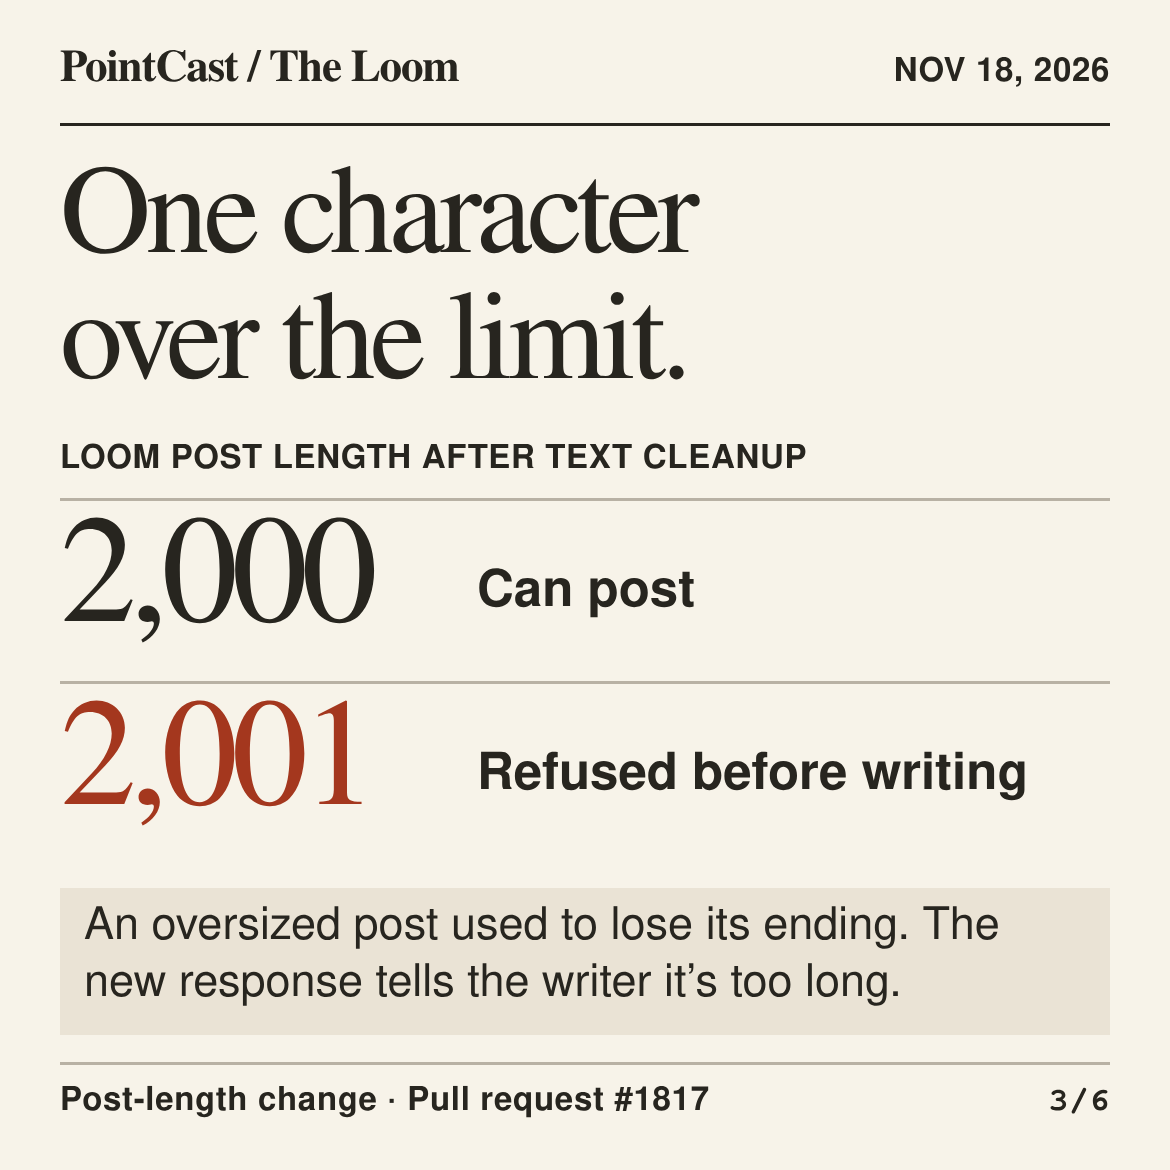 PointCast / The Loom
NOV 18, 2026
One character
over the limit.
LOOM POST LENGTH AFTER TEXT CLEANUP
2,000 Can post
2,001 Refused before writing
An oversized post used to lose its ending. The
new response tells the writer it’s too long.
Post-length change · Pull request #1817
3/6